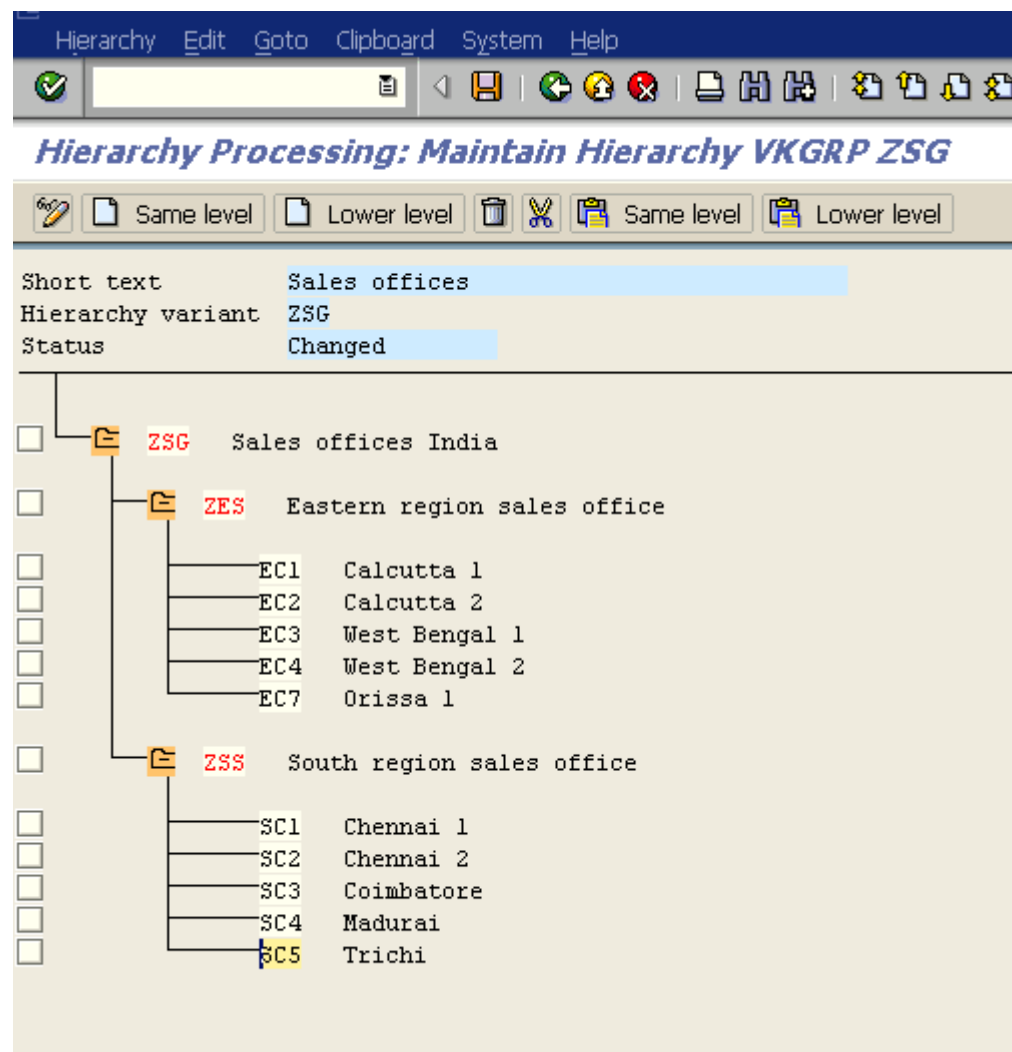 Hierarchy Edit Goto Clipboard System Help
Hierarchy Processing: Maintain Hierarchy VKGRP ZSG
Same level Lower level Same level Lower level
Short text Sales offices
Hierarchy variant ZSG
Status Changed
ZSG Sales offices India
ZES Eastern region sales office
EC1 Calcutta 1
EC2 Calcutta 2
EC3 West Bengal 1
EC4 West Bengal 2
EC7 Orissa 1
ZSS South region sales office
SC1 Chennai 1
SC2 Chennai 2
SC3 Coimbatore
SC4 Madurai
SC5 Trichi